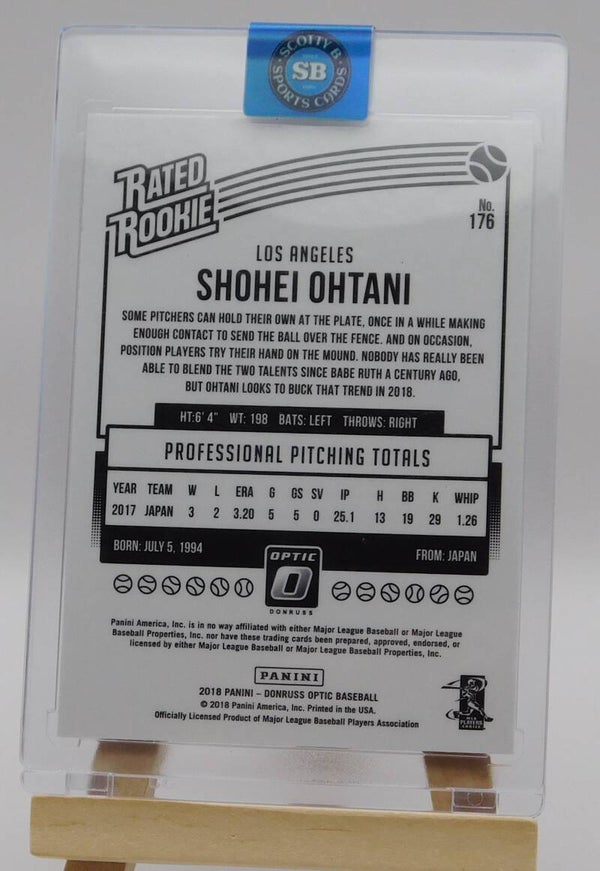 SCOTTY B
SB
SPORTS CARDS
RATED
ROOKIE
No.
176
LOS ANGELES
SHOHEI OHTANI
SOME PITCHERS CAN HOLD THEIR OWN AT THE PLATE, ONCE IN A WHILE MAKING
ENOUGH CONTACT TO SEND THE BALL OVER THE FENCE. AND ON OCCASION,
POSITION PLAYERS TRY THEIR HAND ON THE MOUND. NOBODY HAS REALLY BEEN
ABLE TO BLEND THE TWO TALENTS SINCE BABE RUTH A CENTURY AGO,
BUT OHTANI LOOKS TO BUCK THAT TREND IN 2018.
HT:6' 4" WT: 198 BATS: LEFT THROWS: RIGHT
PROFESSIONAL PITCHING TOTALS
YEAR TEAM W L ERA G GS SV IP H BB K WHIP
2017 JAPAN 3 2 3.20 5 5 0 25.1 13 19 29 1.26
BORN: JULY 5, 1994
FROM: JAPAN
OPTIC
O
DONRUSS
Panini America, Inc. is in no way affiliated with either Major League Baseball or Major League
Baseball Properties, Inc. nor have these trading cards been prepared, approved, endorsed, or
licensed by either Major League Baseball or Major League Baseball Properties, Inc.
PANINI
2018 PANINI – DONRUSS OPTIC BASEBALL
© 2018 Panini America, Inc. Printed in the USA.
Officially Licensed Product of Major League Baseball Players Association
MLB
PLAYERS
CHOICE